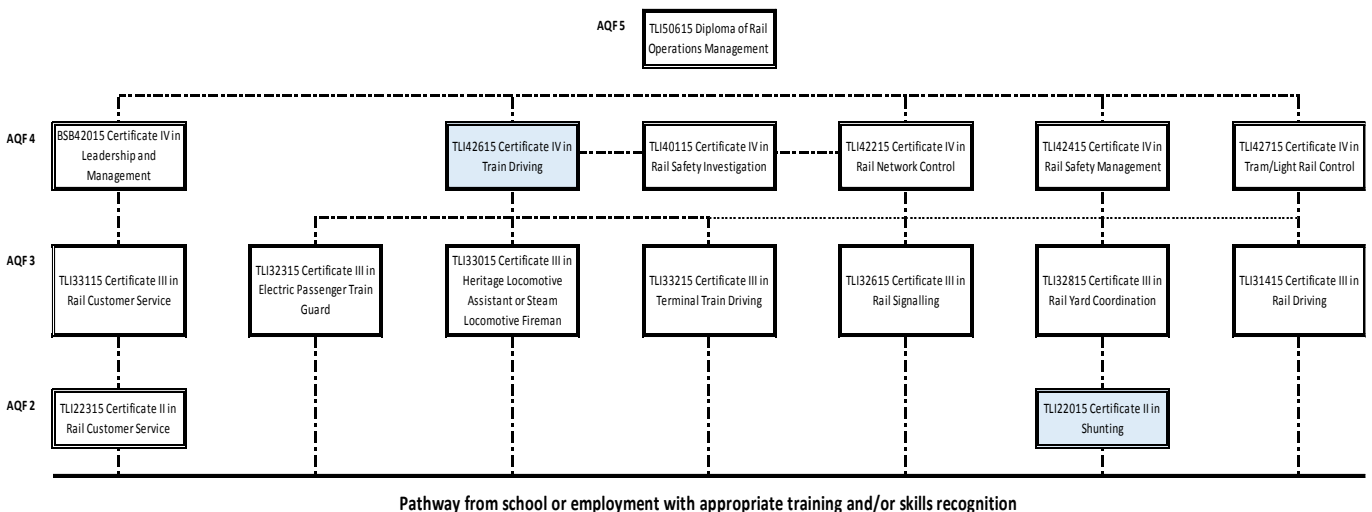 AQF 5
TLI50615 Diploma of Rail
Operations Management
AQF 4
BSB42015 Certificate IV in
Leadership and
Management
TLI42615 Certificate IV in
Train Driving
TLI40115 Certificate IV in
Rail Safety Investigation
TLI42215 Certificate IV in
Rail Network Control
TLI42415 Certificate IV in
Rail Safety Management
TLI42715 Certificate IV in
Tram/Light Rail Control
AQF 3
TLI33115 Certificate III in
Rail Customer Service
TLI32315 Certificate III in
Electric Passenger Train
Guard
TLI33015 Certificate III in
Heritage Locomotive
Assistant or Steam
Locomotive Fireman
TLI33215 Certificate III in
Terminal Train Driving
TLI32615 Certificate III in
Rail Signalling
TLI32815 Certificate III in
Rail Yard Coordination
TLI31415 Certificate III in
Rail Driving
AQF 2
TLI22315 Certificate II in
Rail Customer Service
TLI22015 Certificate II in
Shunting
Pathway from school or employment with appropriate training and/or skills recognition